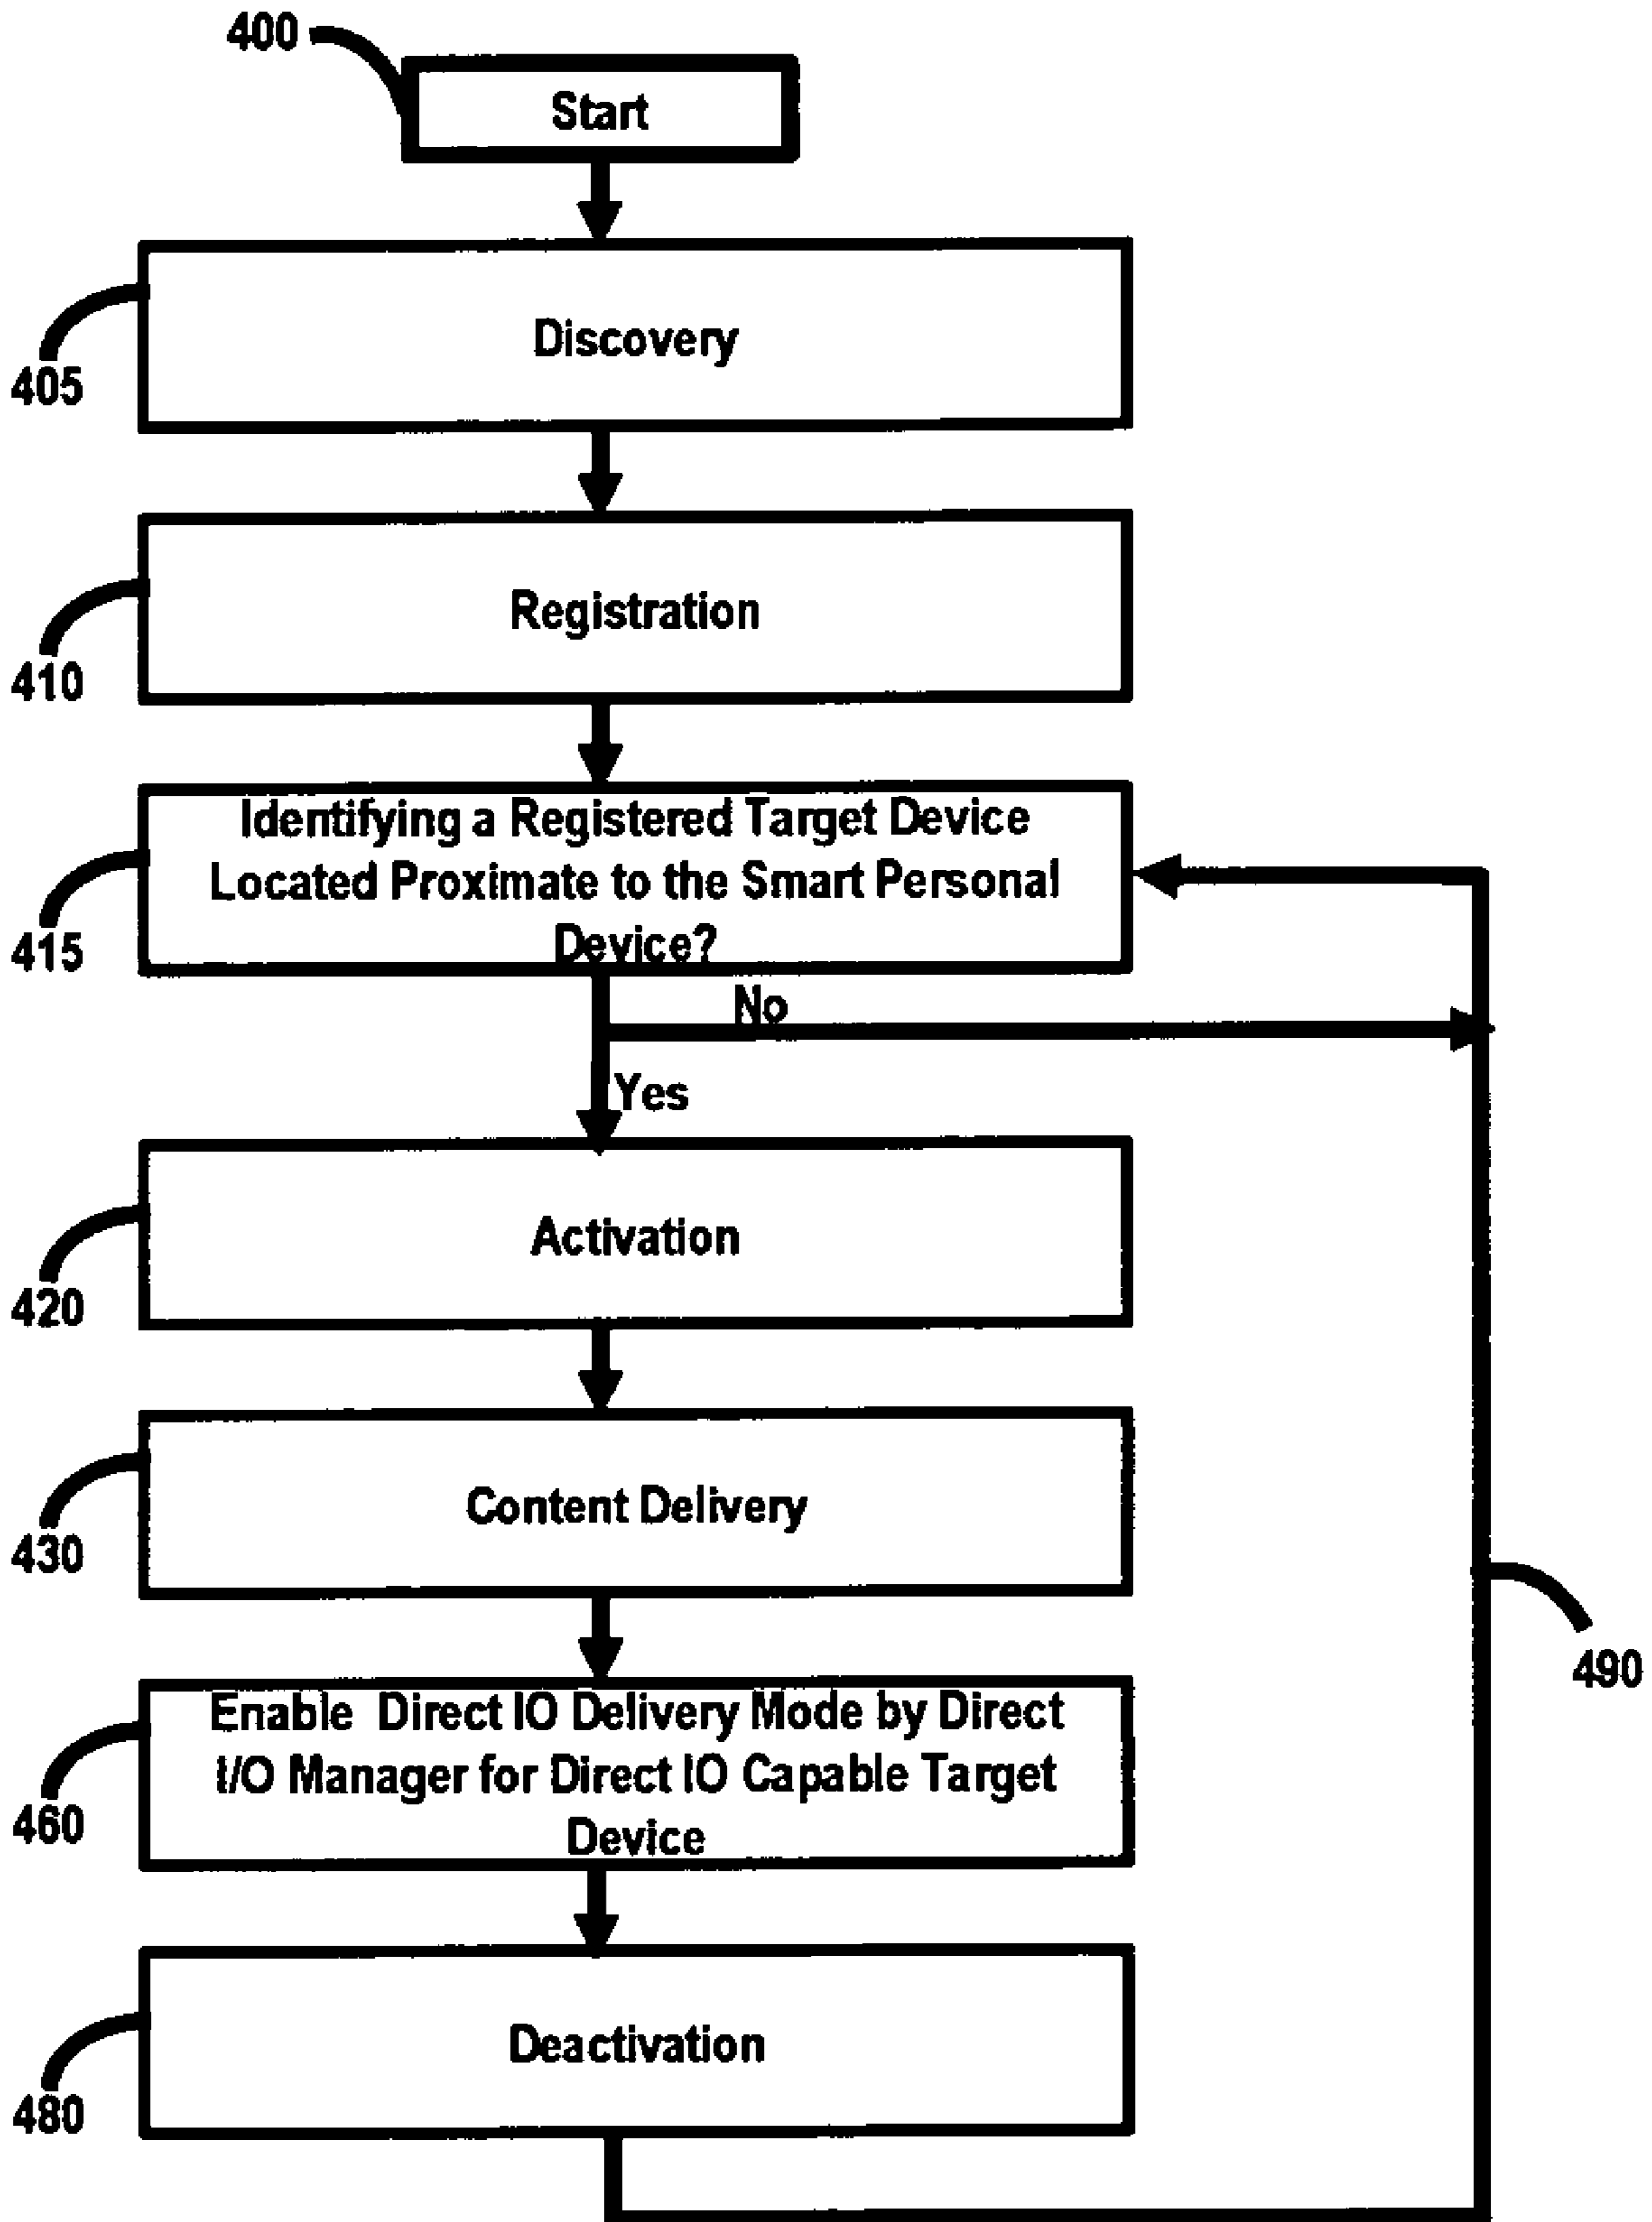 400
Start
Discovery
405
Registration
410
Identifying a Registered Target Device
Located Proximate to the Smart Personal
Device?
415
No
Yes
Activation
420
Content Delivery
430
490
Enable Direct IO Delivery Mode by Direct
I/O Manager for Direct IO Capable Target
Device
460
Deactivation
480